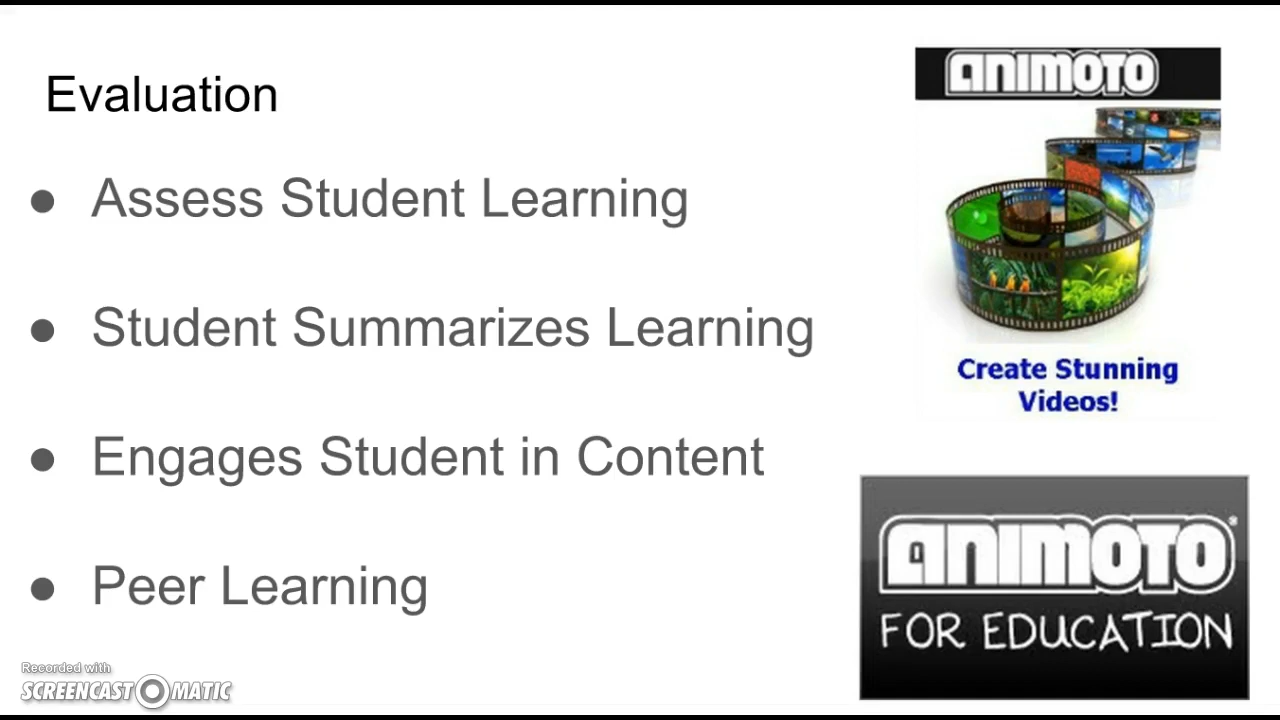 Evaluation
● Assess Student Learning
● Student Summarizes Learning
● Engages Student in Content
● Peer Learning
ANIMOTO
Create Stunning
Videos!
ANIMOTO®
FOR EDUCATION
Recorded with
SCREENCAST MATIC